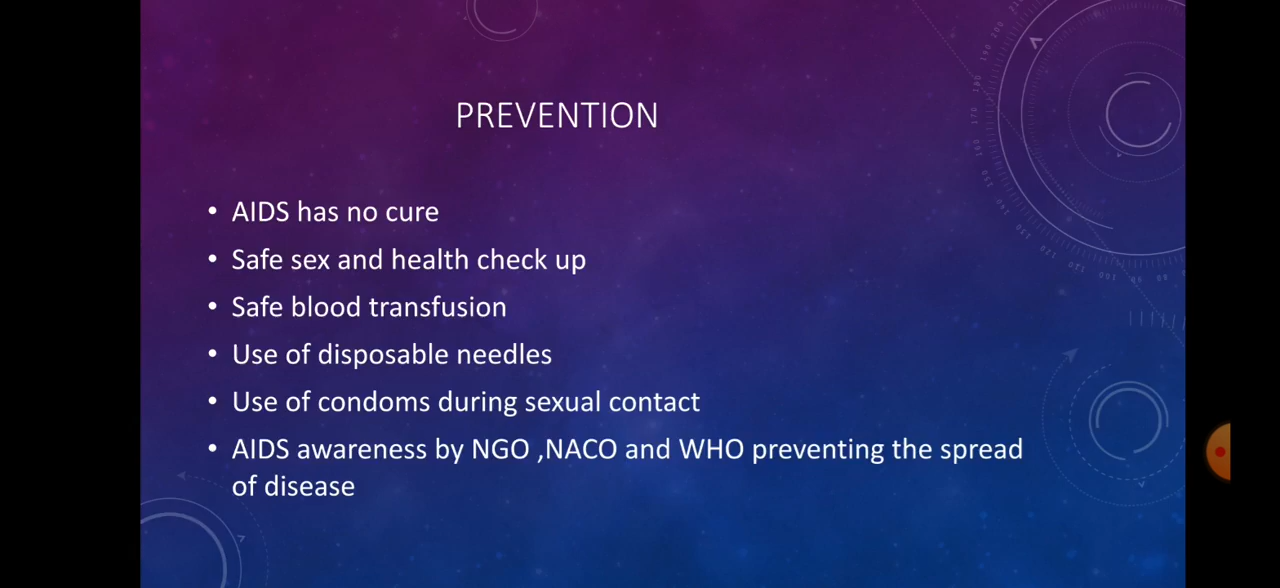 PREVENTION
• AIDS has no cure
• Safe sex and health check up
• Safe blood transfusion
• Use of disposable needles
• Use of condoms during sexual contact
• AIDS awareness by NGO ,NACO and WHO preventing the spread
of disease